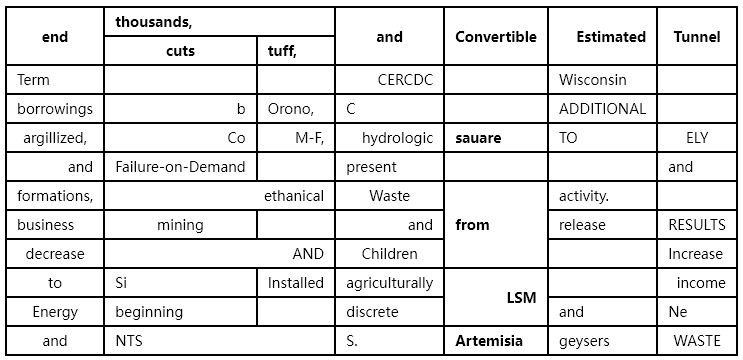 end thousands, and Convertible Estimated Tunnel
cuts tuff,
Term CERCDC Wisconsin
borrowings b Orono, C ADDITIONAL
argillized, Co M-F, hydrologic sauare TO ELY
and Failure-on-Demand present and
formations, ethanical Waste from activity.
business mining and release RESULTS
decrease AND Children Increase
to Si Installed agriculturally LSM income
Energy beginning discrete and Ne
and NTS S. Artemisia geysers WASTE